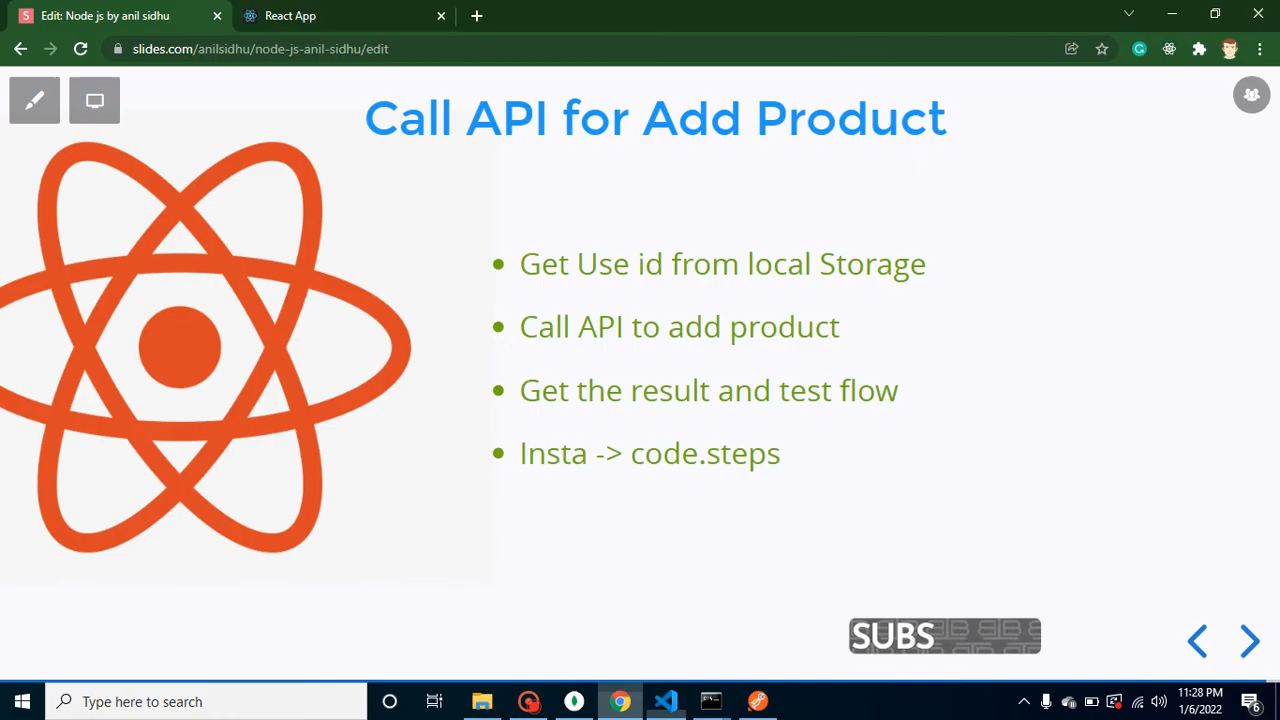 Edit: Node js by anil sidhu
React App
slides.com/anilsidhu/node-js-anil-sidhu/edit
Call API for Add Product
Get Use id from local Storage
Call API to add product
Get the result and test flow
Insta -> code.steps
SUBS
Type here to search
11:28 PM
1/6/2022
6